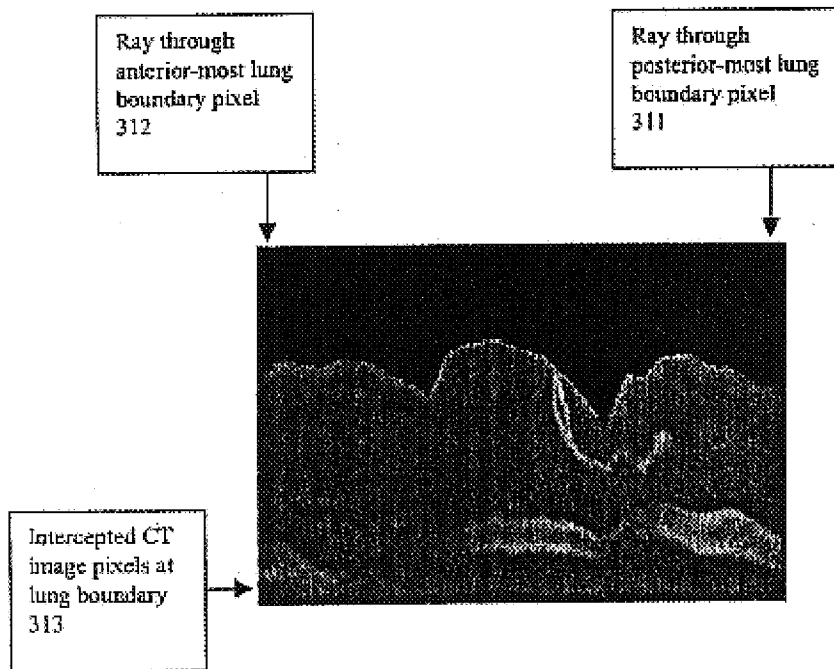 Ray through
anterior-most lung
boundary pixel
312
Ray through
posterior-most lung
boundary pixel
311
Intercepted CT
image pixels at
lung boundary
313